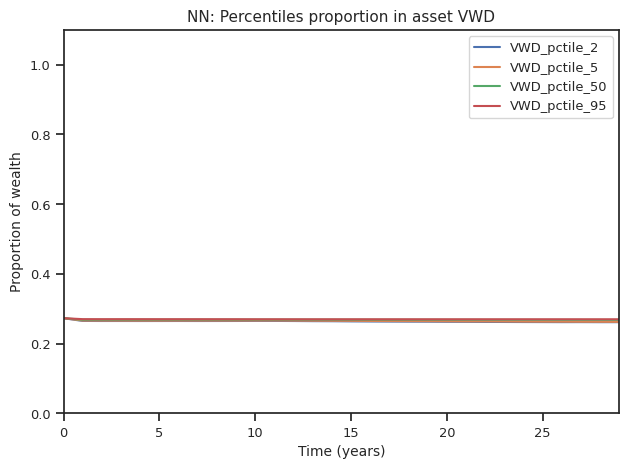 NN: Percentiles proportion in asset VWD
VWD_pctile_2
VWD_pctile_5
VWD_pctile_50
VWD_pctile_95
Proportion of wealth
1.0
0.8
0.6
0.4
0.2
0.0
0 5 10 15 20 25
Time (years)